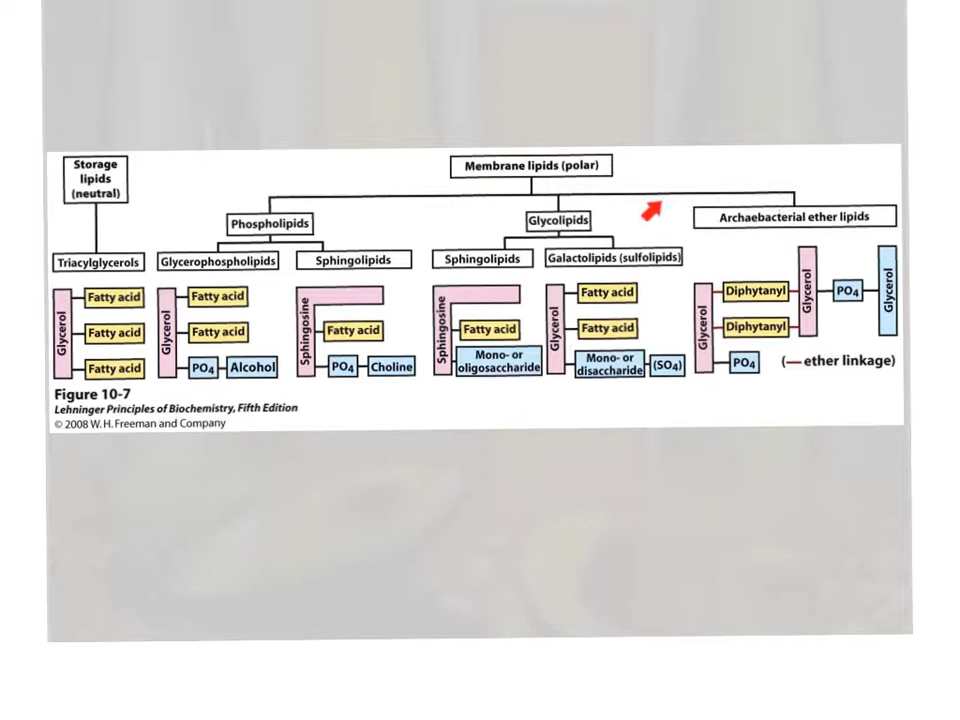 Storage
lipids
(neutral)
Membrane lipids (polar)
Phospholipids
Glycolipids
Archaebacterial ether lipids
Triacylglycerols
Glycerophospholipids
Sphingolipids
Sphingolipids
Galactolipids (sulfolipids)
Glycerol
Fatty acid
Fatty acid
Fatty acid
Glycerol
Fatty acid
Fatty acid
PO4
Alcohol
Sphingosine
Fatty acid
PO4
Choline
Sphingosine
Fatty acid
Mono- or
oligosaccharide
Glycerol
Fatty acid
Fatty acid
Mono- or
disaccharide
(SO4)
Glycerol
Diphytanyl
Diphytanyl
PO4
Glycerol
PO4
Glycerol
(— ether linkage)
Figure 10-7
Lehninger Principles of Biochemistry, Fifth Edition
© 2008 W. H. Freeman and Company